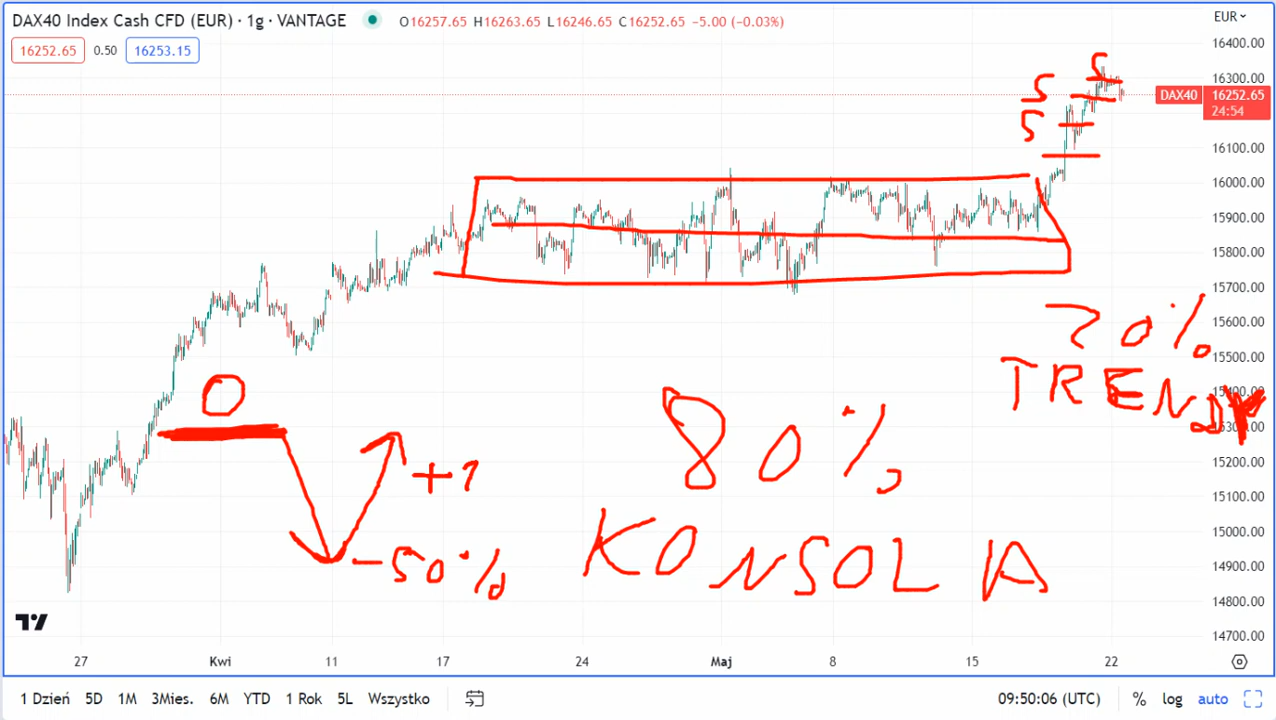 DAX40 Index Cash CFD (EUR) · 1g · VANTAGE O16257.65 H16263.65 L16246.65 C16252.65 −5.00 (−0.03%) EUR
16252.65 0.50 16253.15
16400.00
S
16300.00
S
DAX40 16252.65
24:54
S
16100.00
16000.00
15900.00
15800.00
15700.00
20%
15600.00
15500.00
TREND
15400.00
0
80%
15200.00
+?
15100.00
15000.00
-50%
KONSOLA
14900.00
14800.00
14700.00
27 Kwi 11 17 24 Maj 8 15 22
1 Dzień 5D 1M 3Mies. 6M YTD 1 Rok 5L Wszystko 09:50:06 (UTC) % log auto